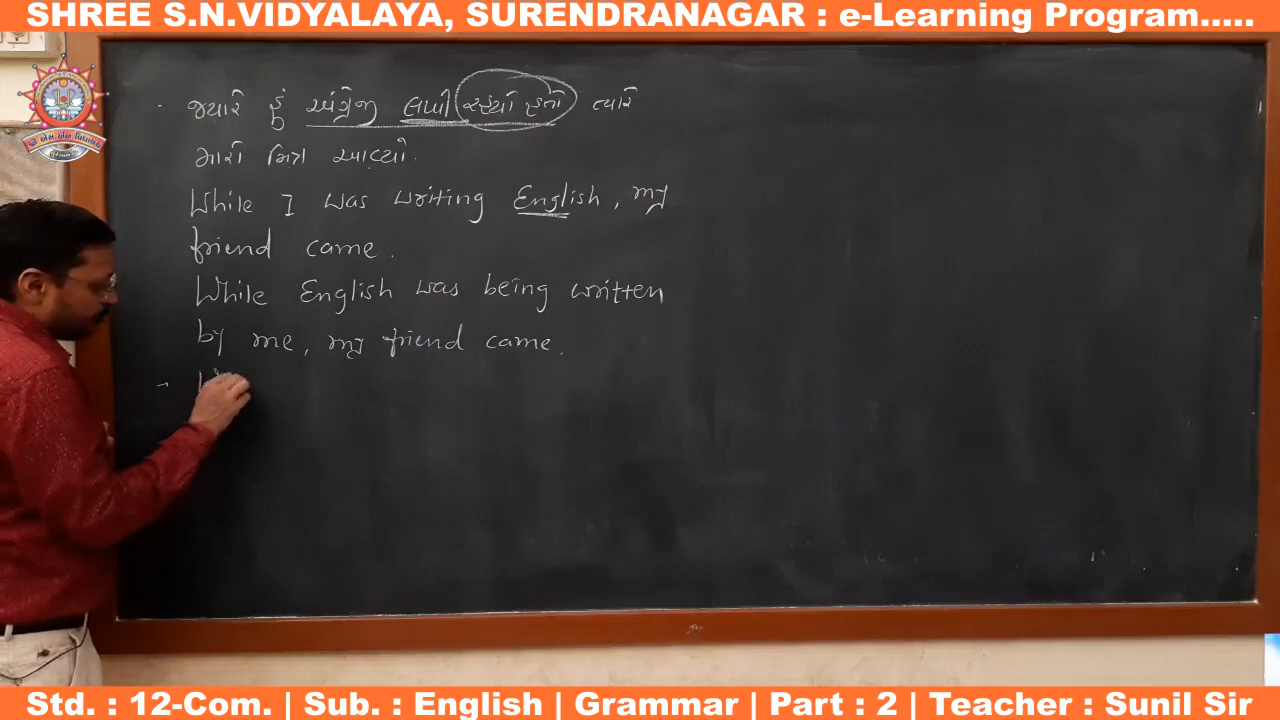 SHREE S.N.VIDYALAYA, SURENDRANAGAR : e-Learning Program.....
જ્યારે હું અંગ્રેજી લખી રહ્યો હતો ત્યારે
મારો મિત્ર આવ્યો.
While I was writing English, my
friend came.
While English was being written
by me, my friend came.
Std. : 12-Com. | Sub. : English | Grammar | Part : 2 | Teacher : Sunil Sir